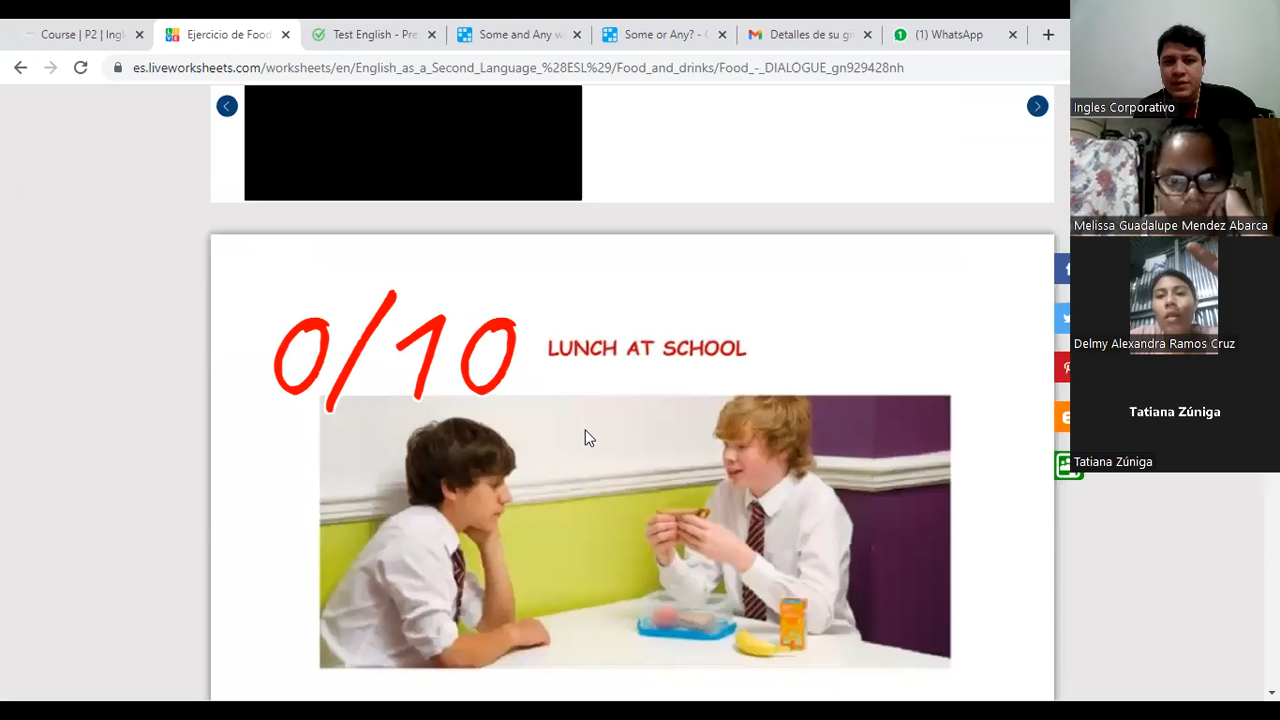 Course | P2 | Ingl
Ejercicio de Food
Test English - Pre
Some and Any w
Some or Any? - G
Detalles de su gm
(1) WhatsApp
es.liveworksheets.com/worksheets/en/English_as_a_Second_Language_%28ESL%29/Food_and_drinks/Food_-_DIALOGUE_gn929428nh
Ingles Corporativo
Melissa Guadalupe Mendez Abarca
0/10
LUNCH AT SCHOOL
Delmy Alexandra Ramos Cruz
Tatiana Zúniga
Tatiana Zúniga